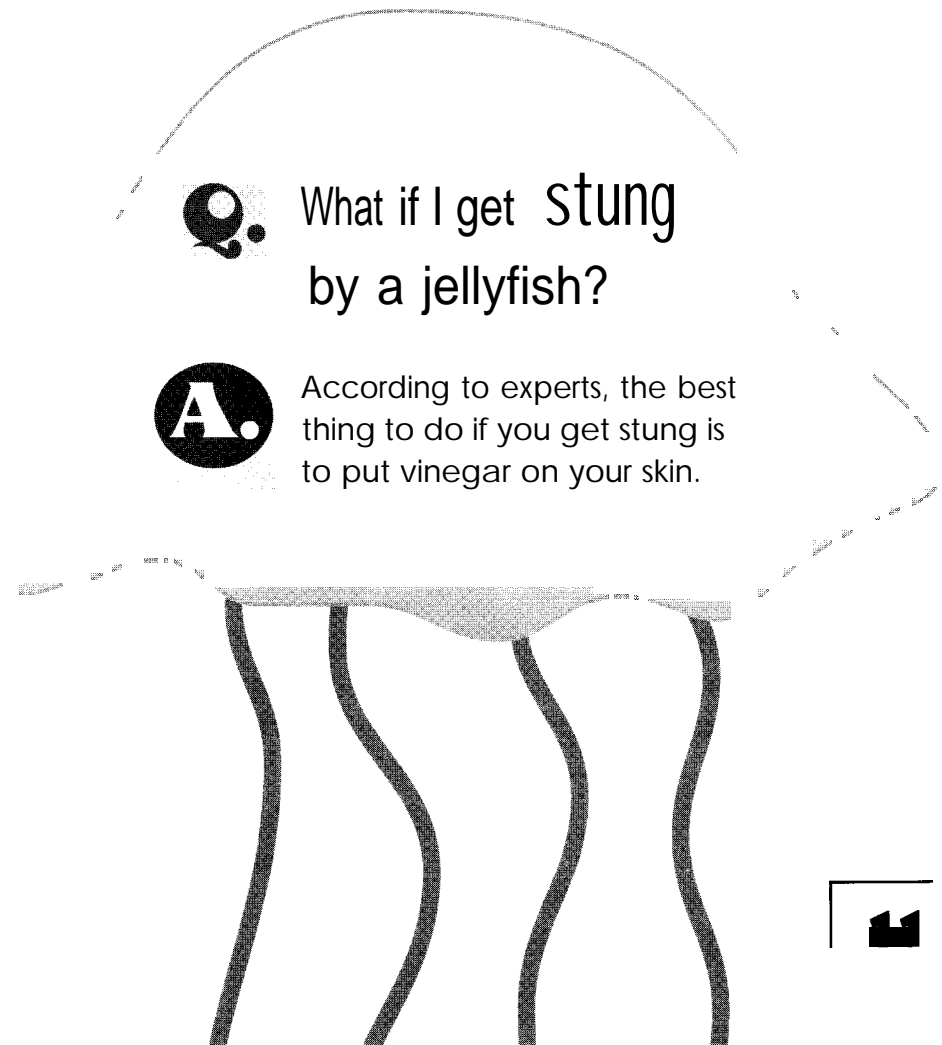 Q. What if I get stung
by a jellyfish?
A. According to experts, the best
thing to do if you get stung is
to put vinegar on your skin.